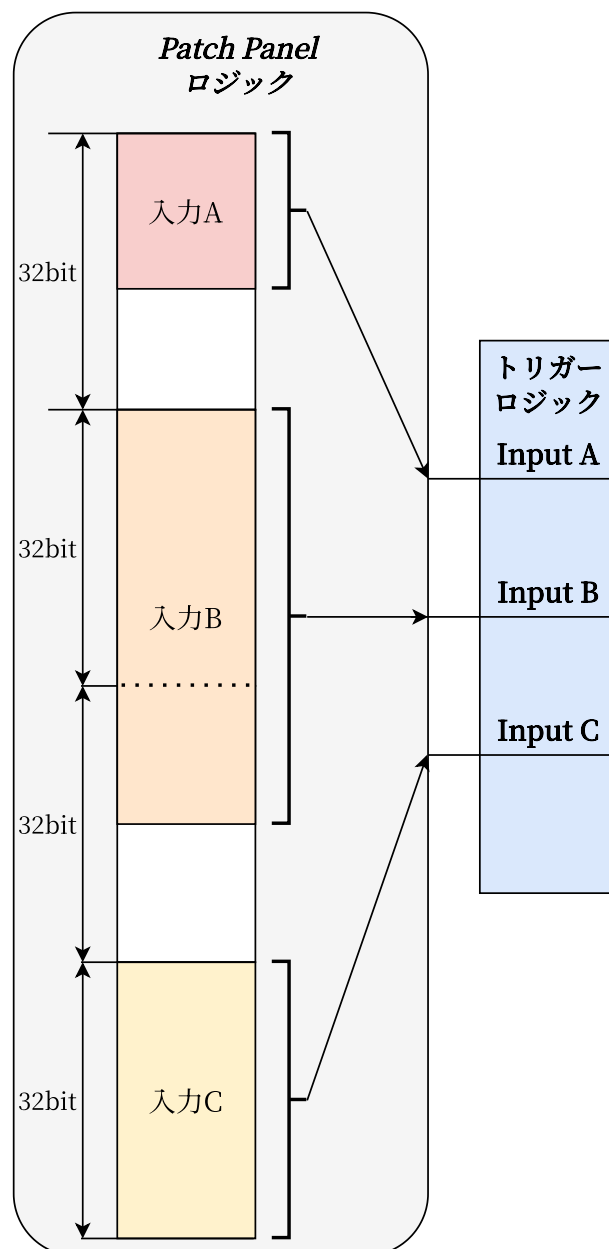 Patch Panel
ロジック
入力A
32bit
トリガー
ロジック
Input A
32bit
Input B
入力B
Input C
32bit
32bit
入力C